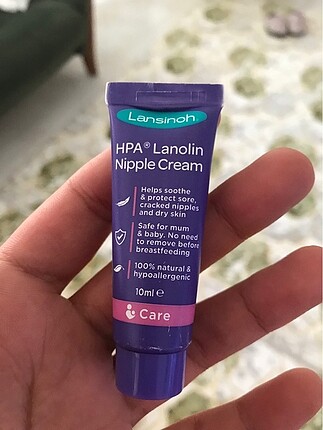 Lansinoh®
HPA® Lanolin
Nipple Cream
Helps soothe
& protect sore,
cracked nipples
and dry skin
Safe for mum
& baby. No need
to remove before
breastfeeding
100% natural &
hypoallergenic
10ml ℮
Care